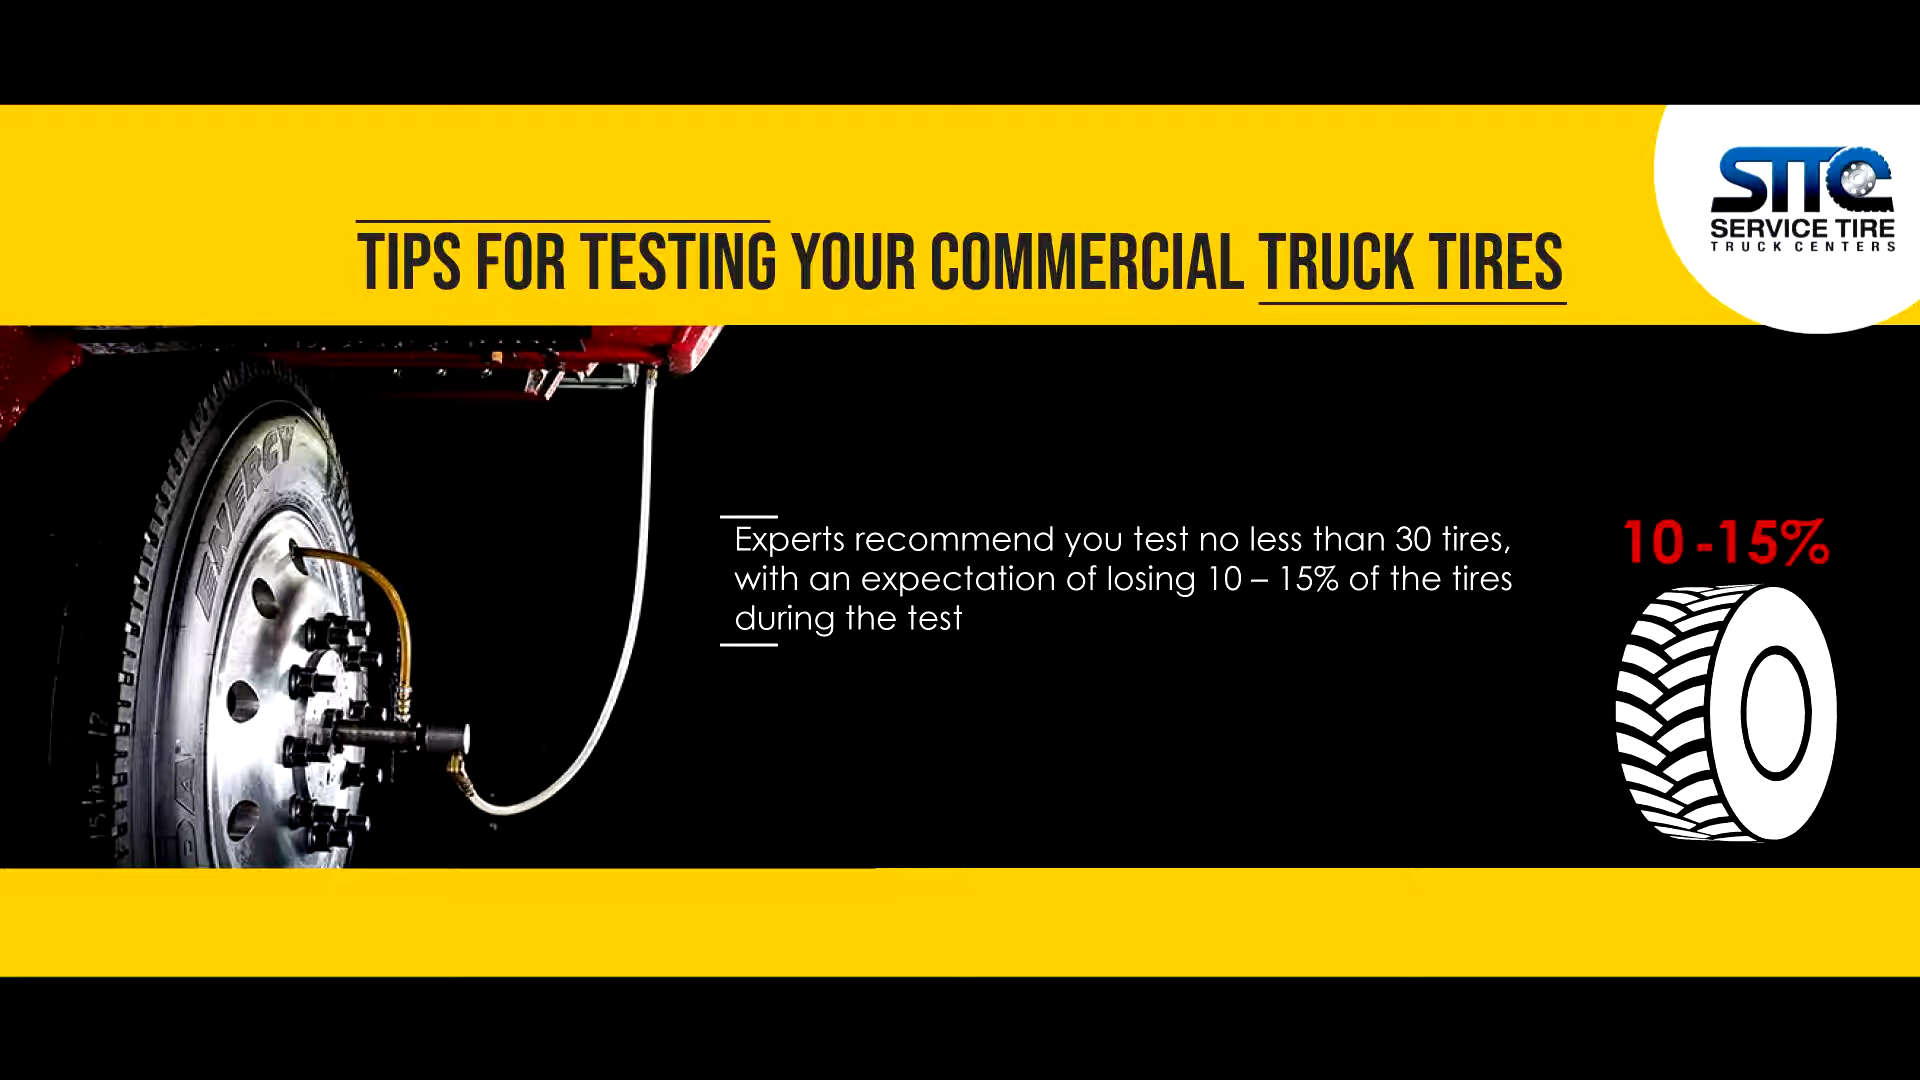 STTC
SERVICE TIRE
TRUCK CENTERS
TIPS FOR TESTING YOUR COMMERCIAL TRUCK TIRES
ENERGY
Experts recommend you test no less than 30 tires,
with an expectation of losing 10 – 15% of the tires
during the test
10 -15%